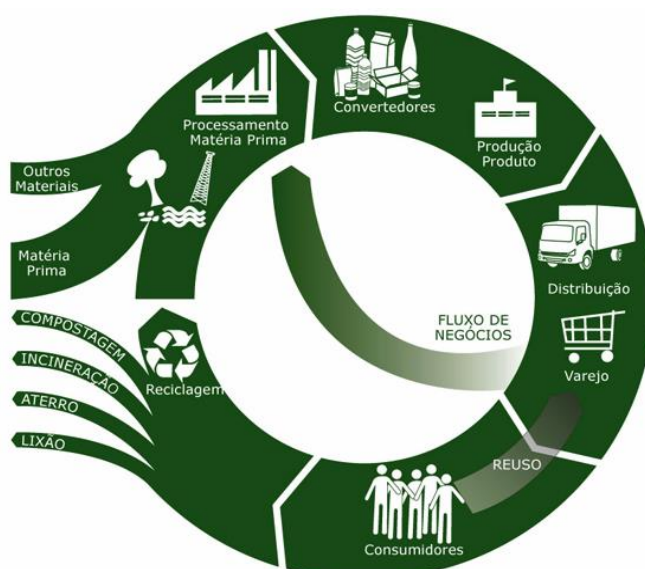 Processamento
Matéria Prima
Convertedores
Produção
Produto
Outros
Materiais
Matéria
Prima
Distribuição
FLUXO DE
NEGÓCIOS
Varejo
COMPOSTAGEM
INCINERAÇÃO
ATERRO
LIXÃO
Reciclagem
REUSO
Consumidores